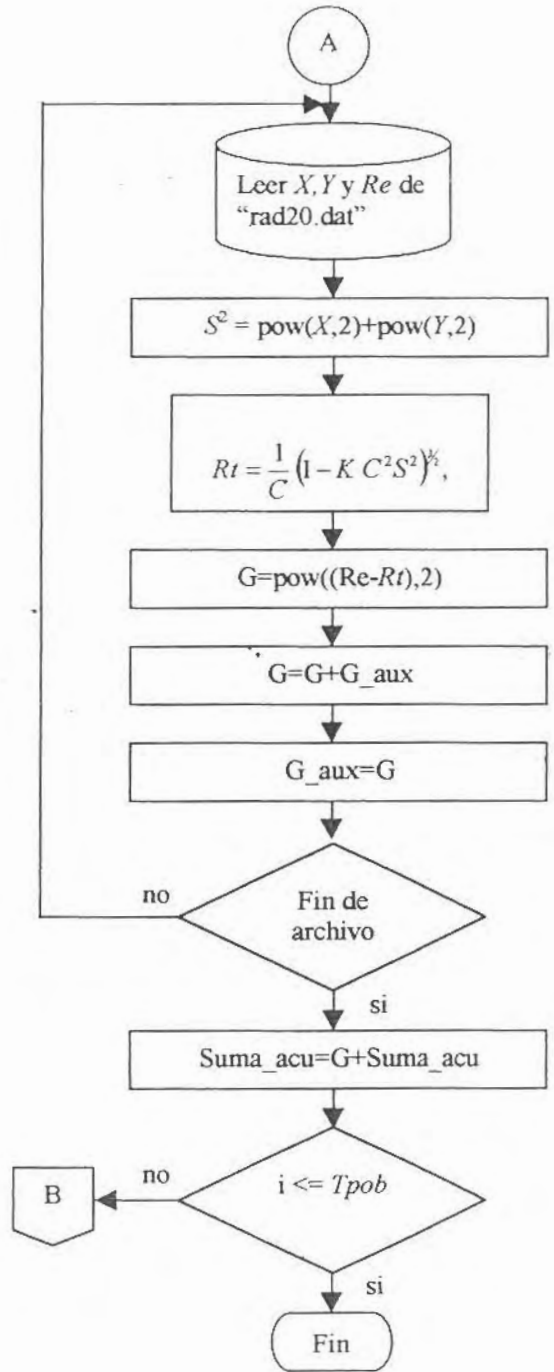 A
Leer X,Y y Re de
“rad20.dat”
S² = pow(X,2)+pow(Y,2)
Rt = 1/C (1 − K C²S²)^½,
G=pow((Re-Rt),2)
G=G+G_aux
G_aux=G
no
Fin de
archivo
si
Suma_acu=G+Suma_acu
B
no
i <= Tpob
si
Fin